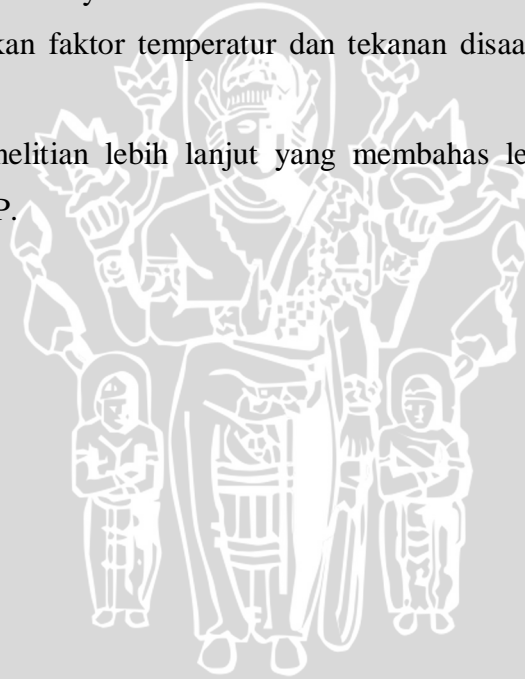 kan faktor temperatur dan tekanan disaa
nelitian lebih lanjut yang membahas le
P.